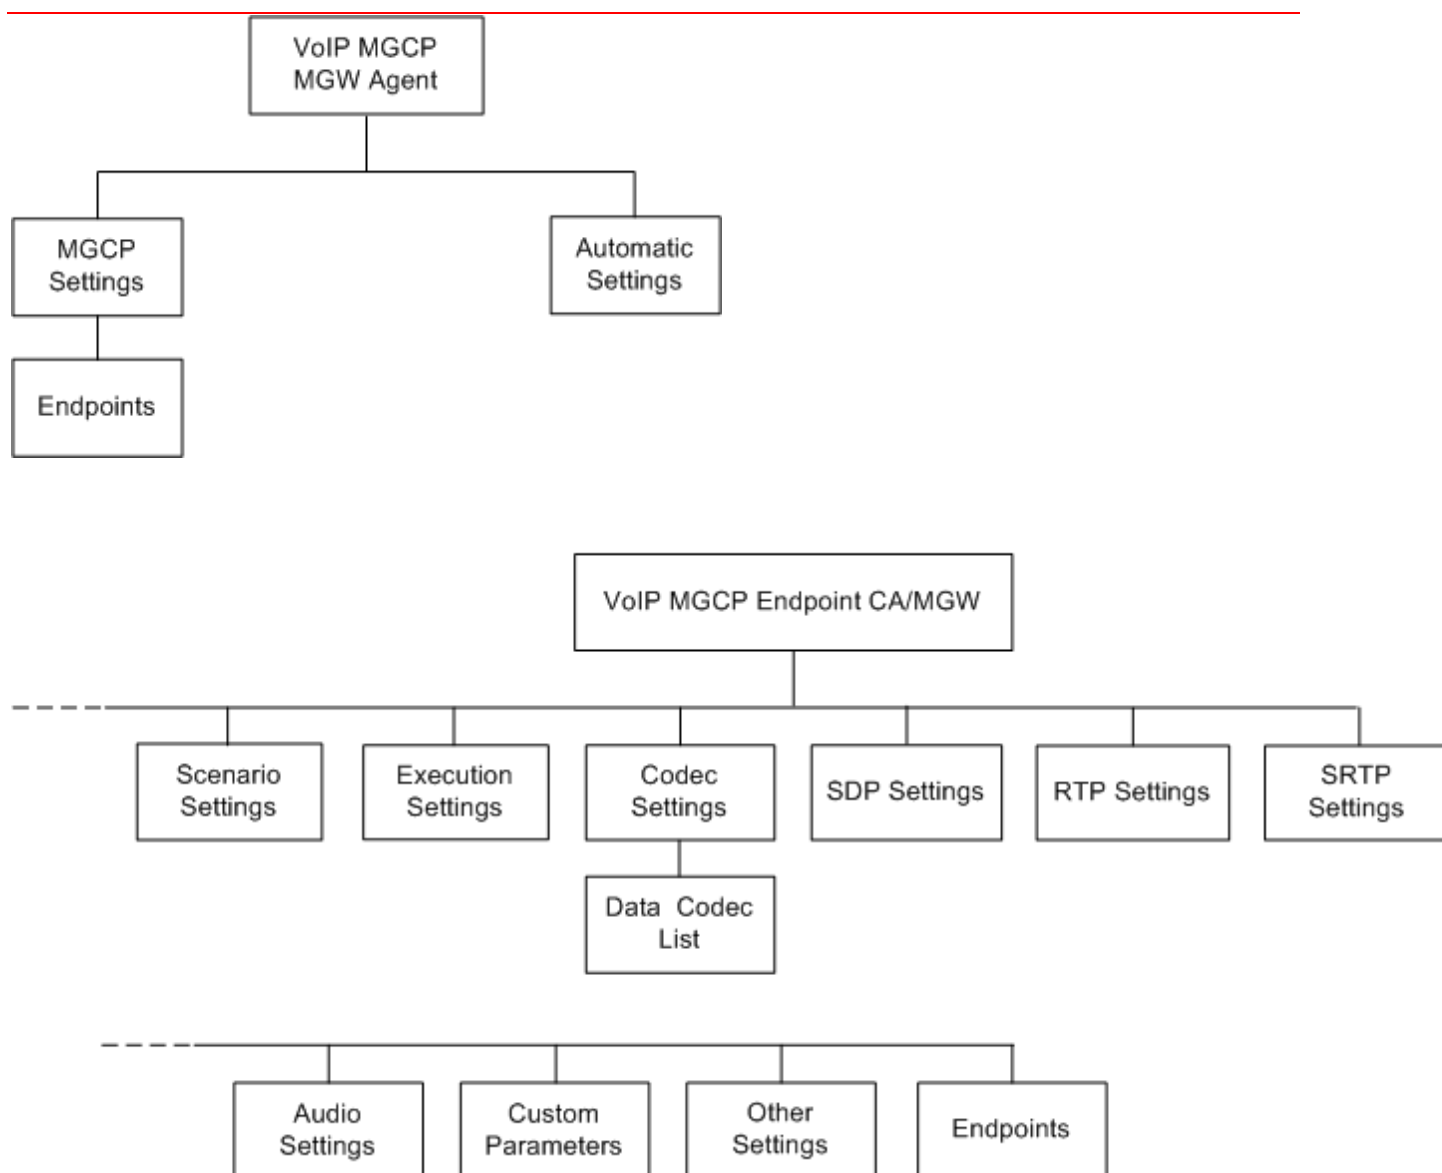 VoIP MGCP
MGW Agent
MGCP
Settings
Automatic
Settings
Endpoints
VoIP MGCP Endpoint CA/MGW
Scenario
Settings
Execution
Settings
Codec
Settings
SDP Settings
RTP Settings
SRTP
Settings
Data Codec
List
Audio
Settings
Custom
Parameters
Other
Settings
Endpoints